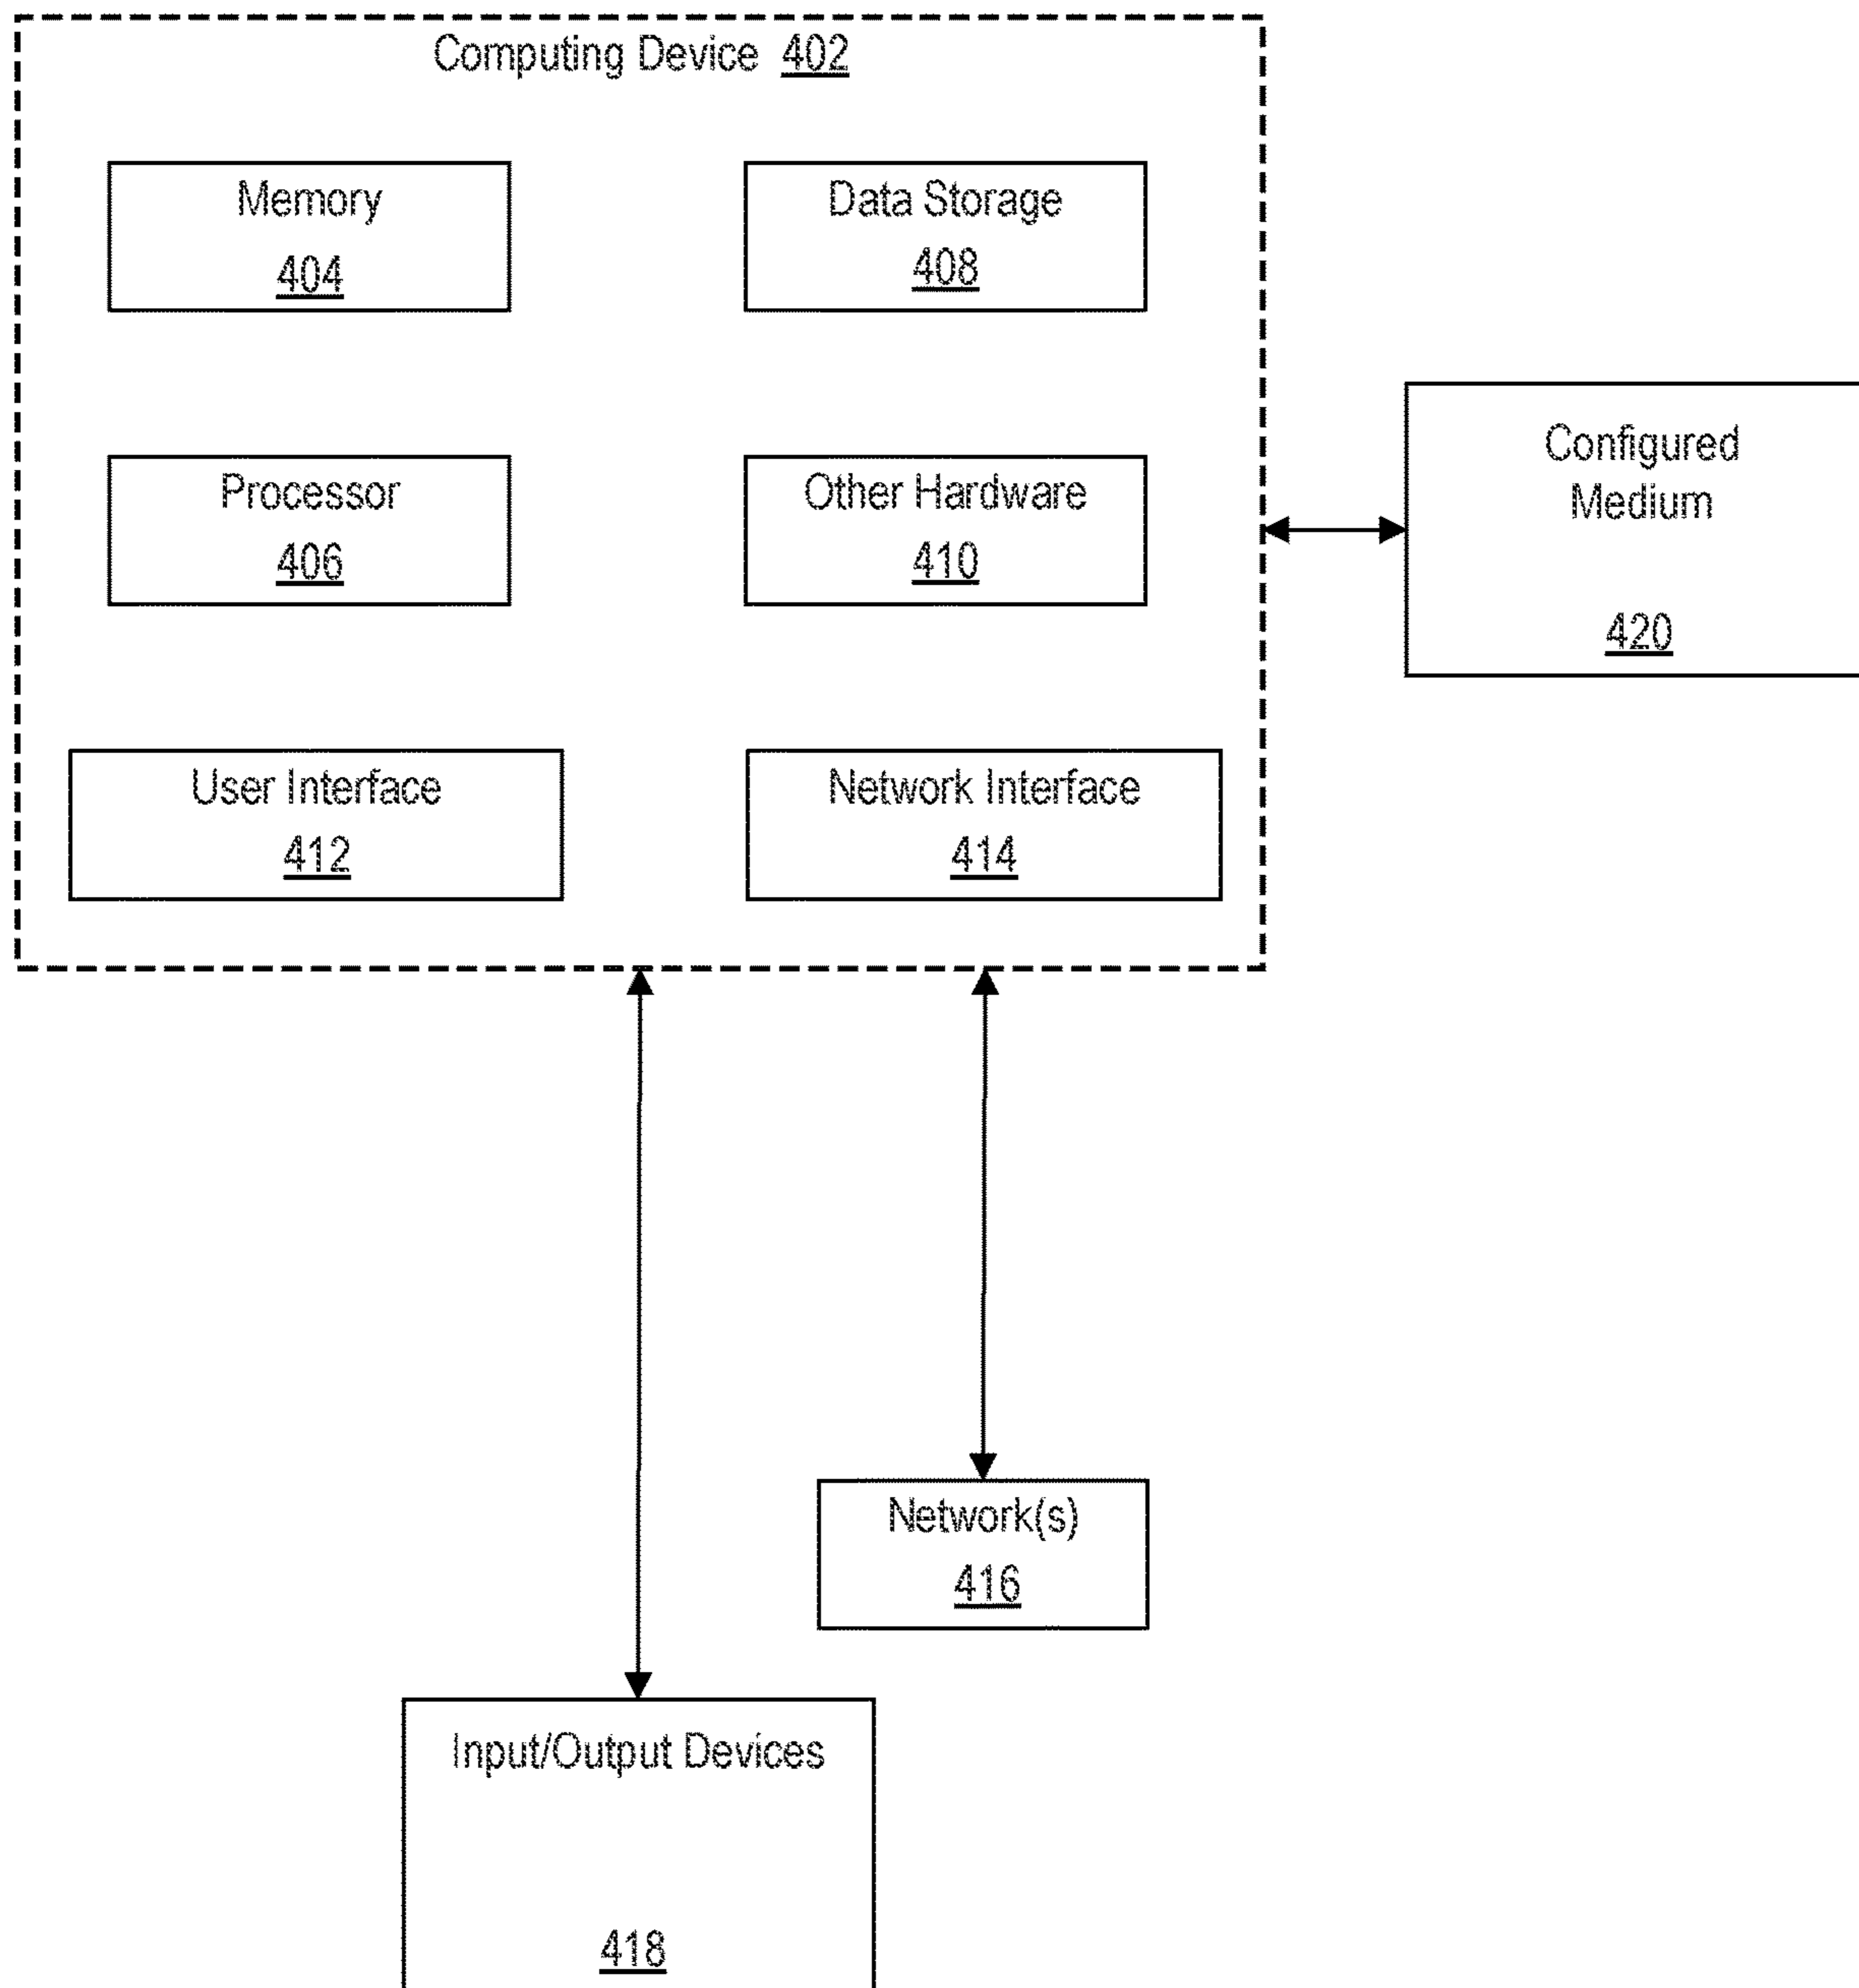 Computing Device 402
Memory
404
Data Storage
408
Processor
406
Other Hardware
410
Configured
Medium
420
User Interface
412
Network Interface
414
Network(s)
416
Input/Output Devices
418